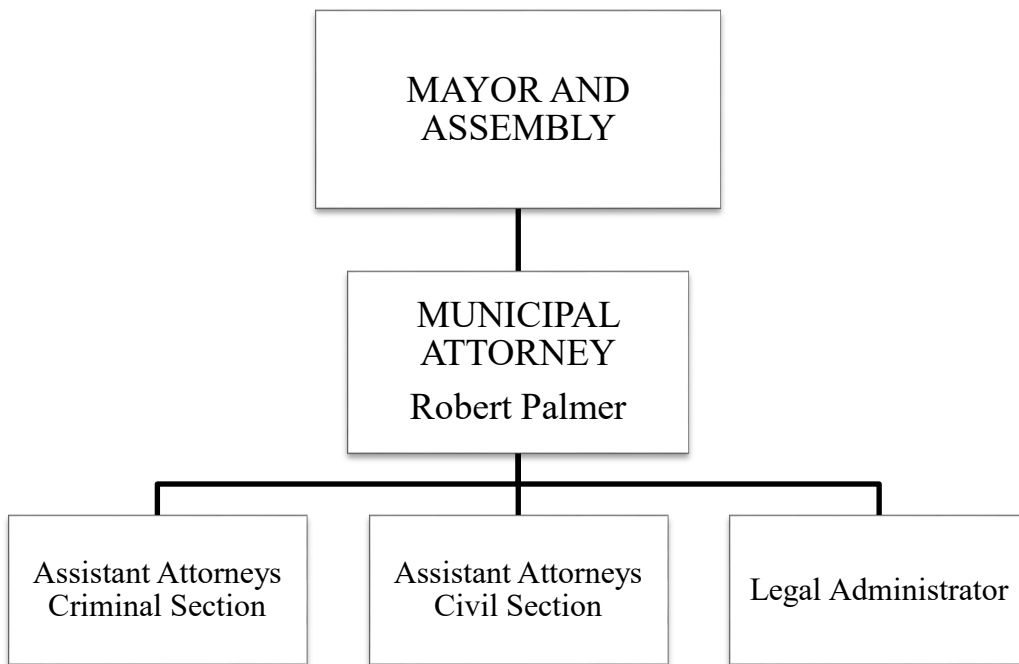 MAYOR AND
ASSEMBLY
MUNICIPAL
ATTORNEY
Robert Palmer
Assistant Attorneys
Criminal Section
Assistant Attorneys
Civil Section
Legal Administrator